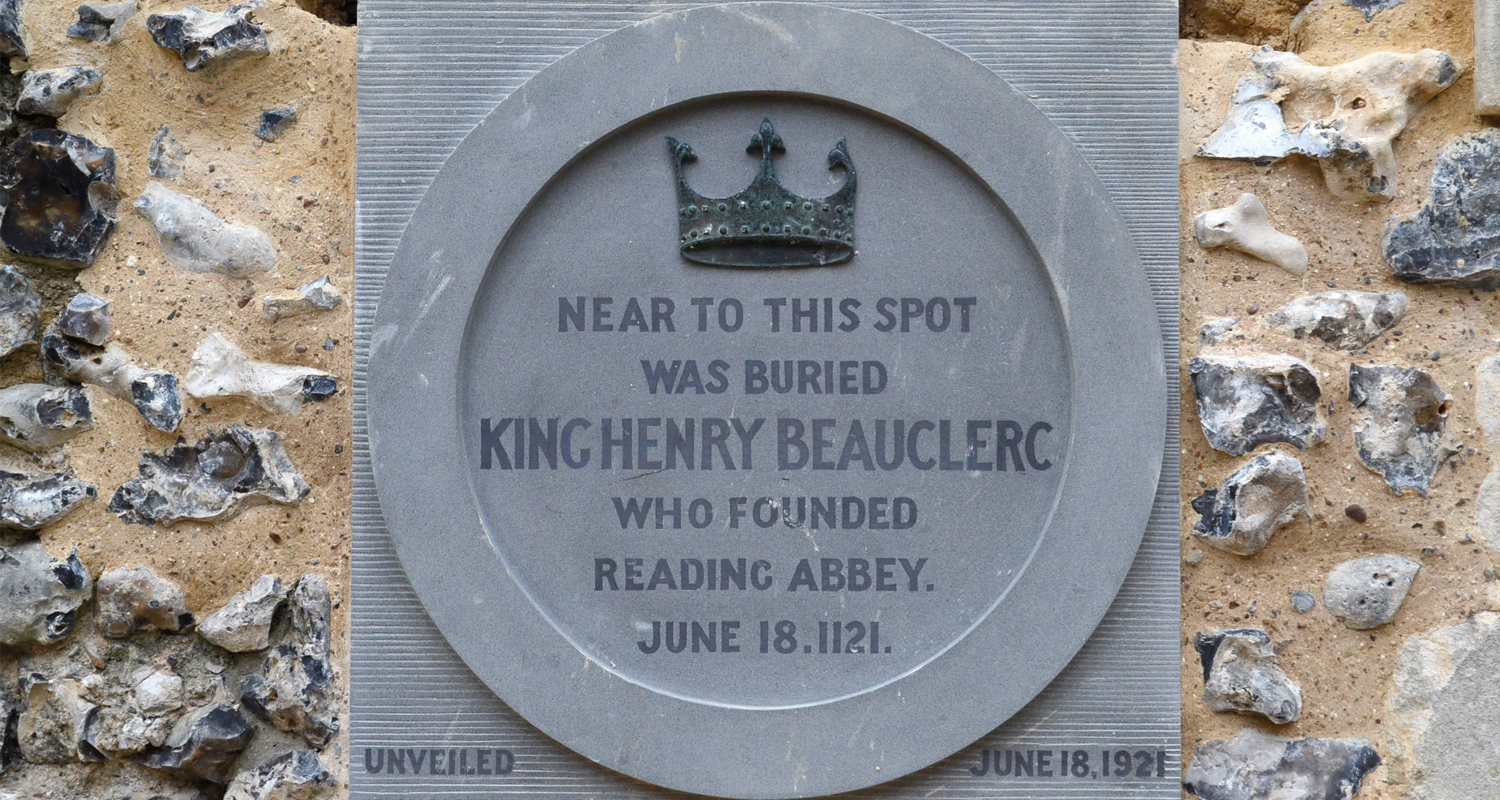 NEAR TO THIS SPOT
WAS BURIED
KING HENRY BEAUCLERC
WHO FOUNDED
READING ABBEY.
JUNE 18.1121.
UNVEILED JUNE 18, 1921